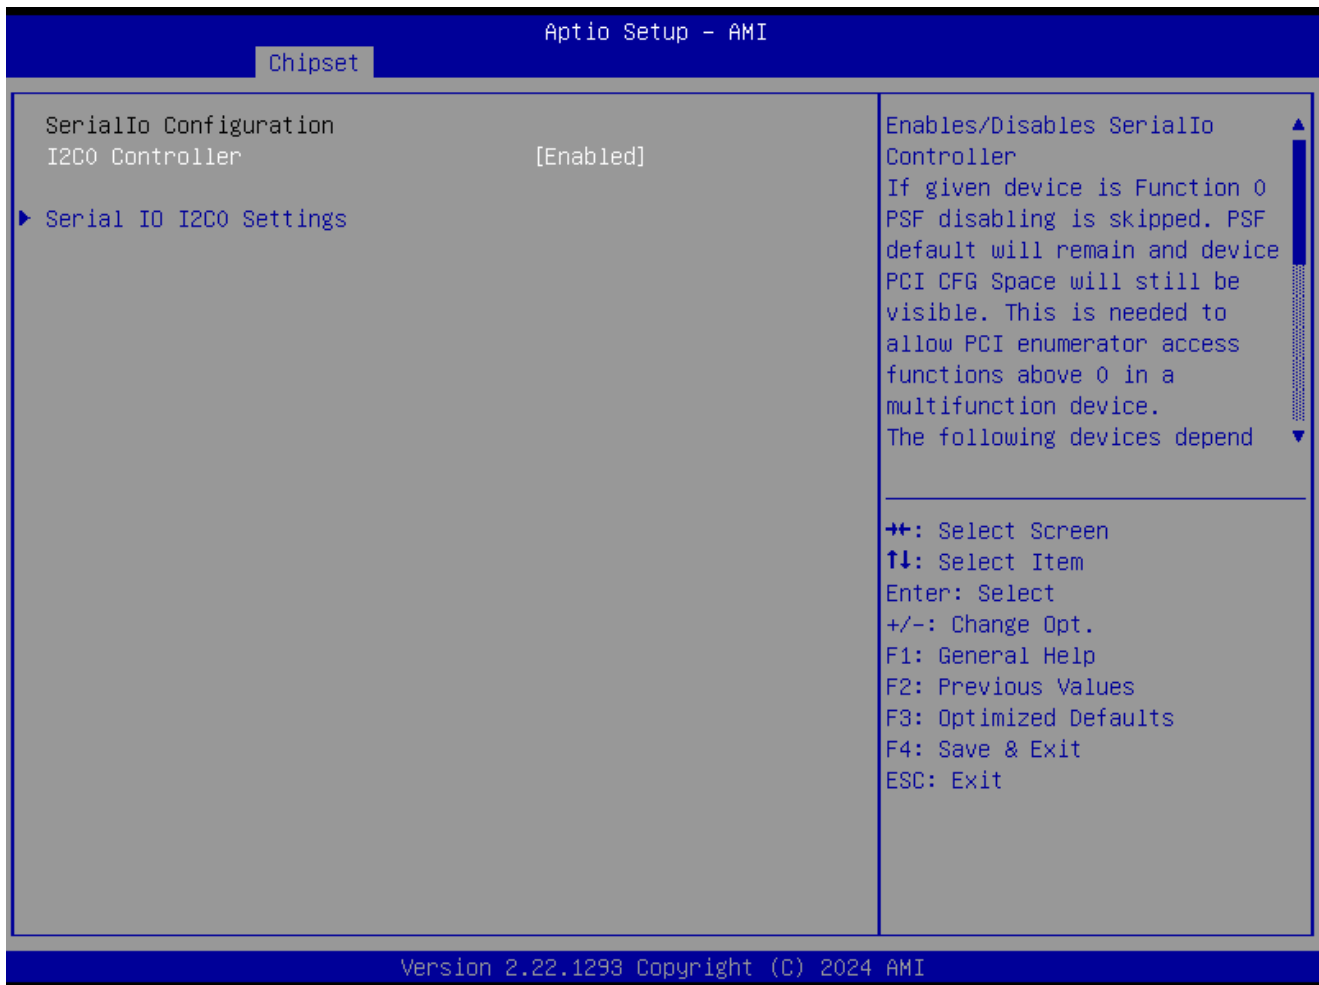 Aptio Setup – AMI
Chipset
SerialIo Configuration
I2C0 Controller [Enabled]
▶ Serial IO I2C0 Settings
Enables/Disables SerialIo
Controller
If given device is Function 0
PSF disabling is skipped. PSF
default will remain and device
PCI CFG Space will still be
visible. This is needed to
allow PCI enumerator access
functions above 0 in a
multifunction device.
The following devices depend
→←: Select Screen
↑↓: Select Item
Enter: Select
+/-: Change Opt.
F1: General Help
F2: Previous Values
F3: Optimized Defaults
F4: Save & Exit
ESC: Exit
Version 2.22.1293 Copyright (C) 2024 AMI